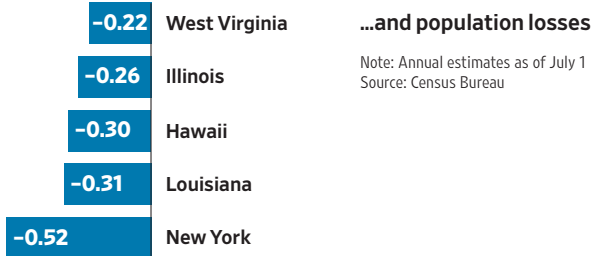 −0.22 West Virginia
−0.26 Illinois
−0.30 Hawaii
−0.31 Louisiana
−0.52 New York
...and population losses
Note: Annual estimates as of July 1
Source: Census Bureau